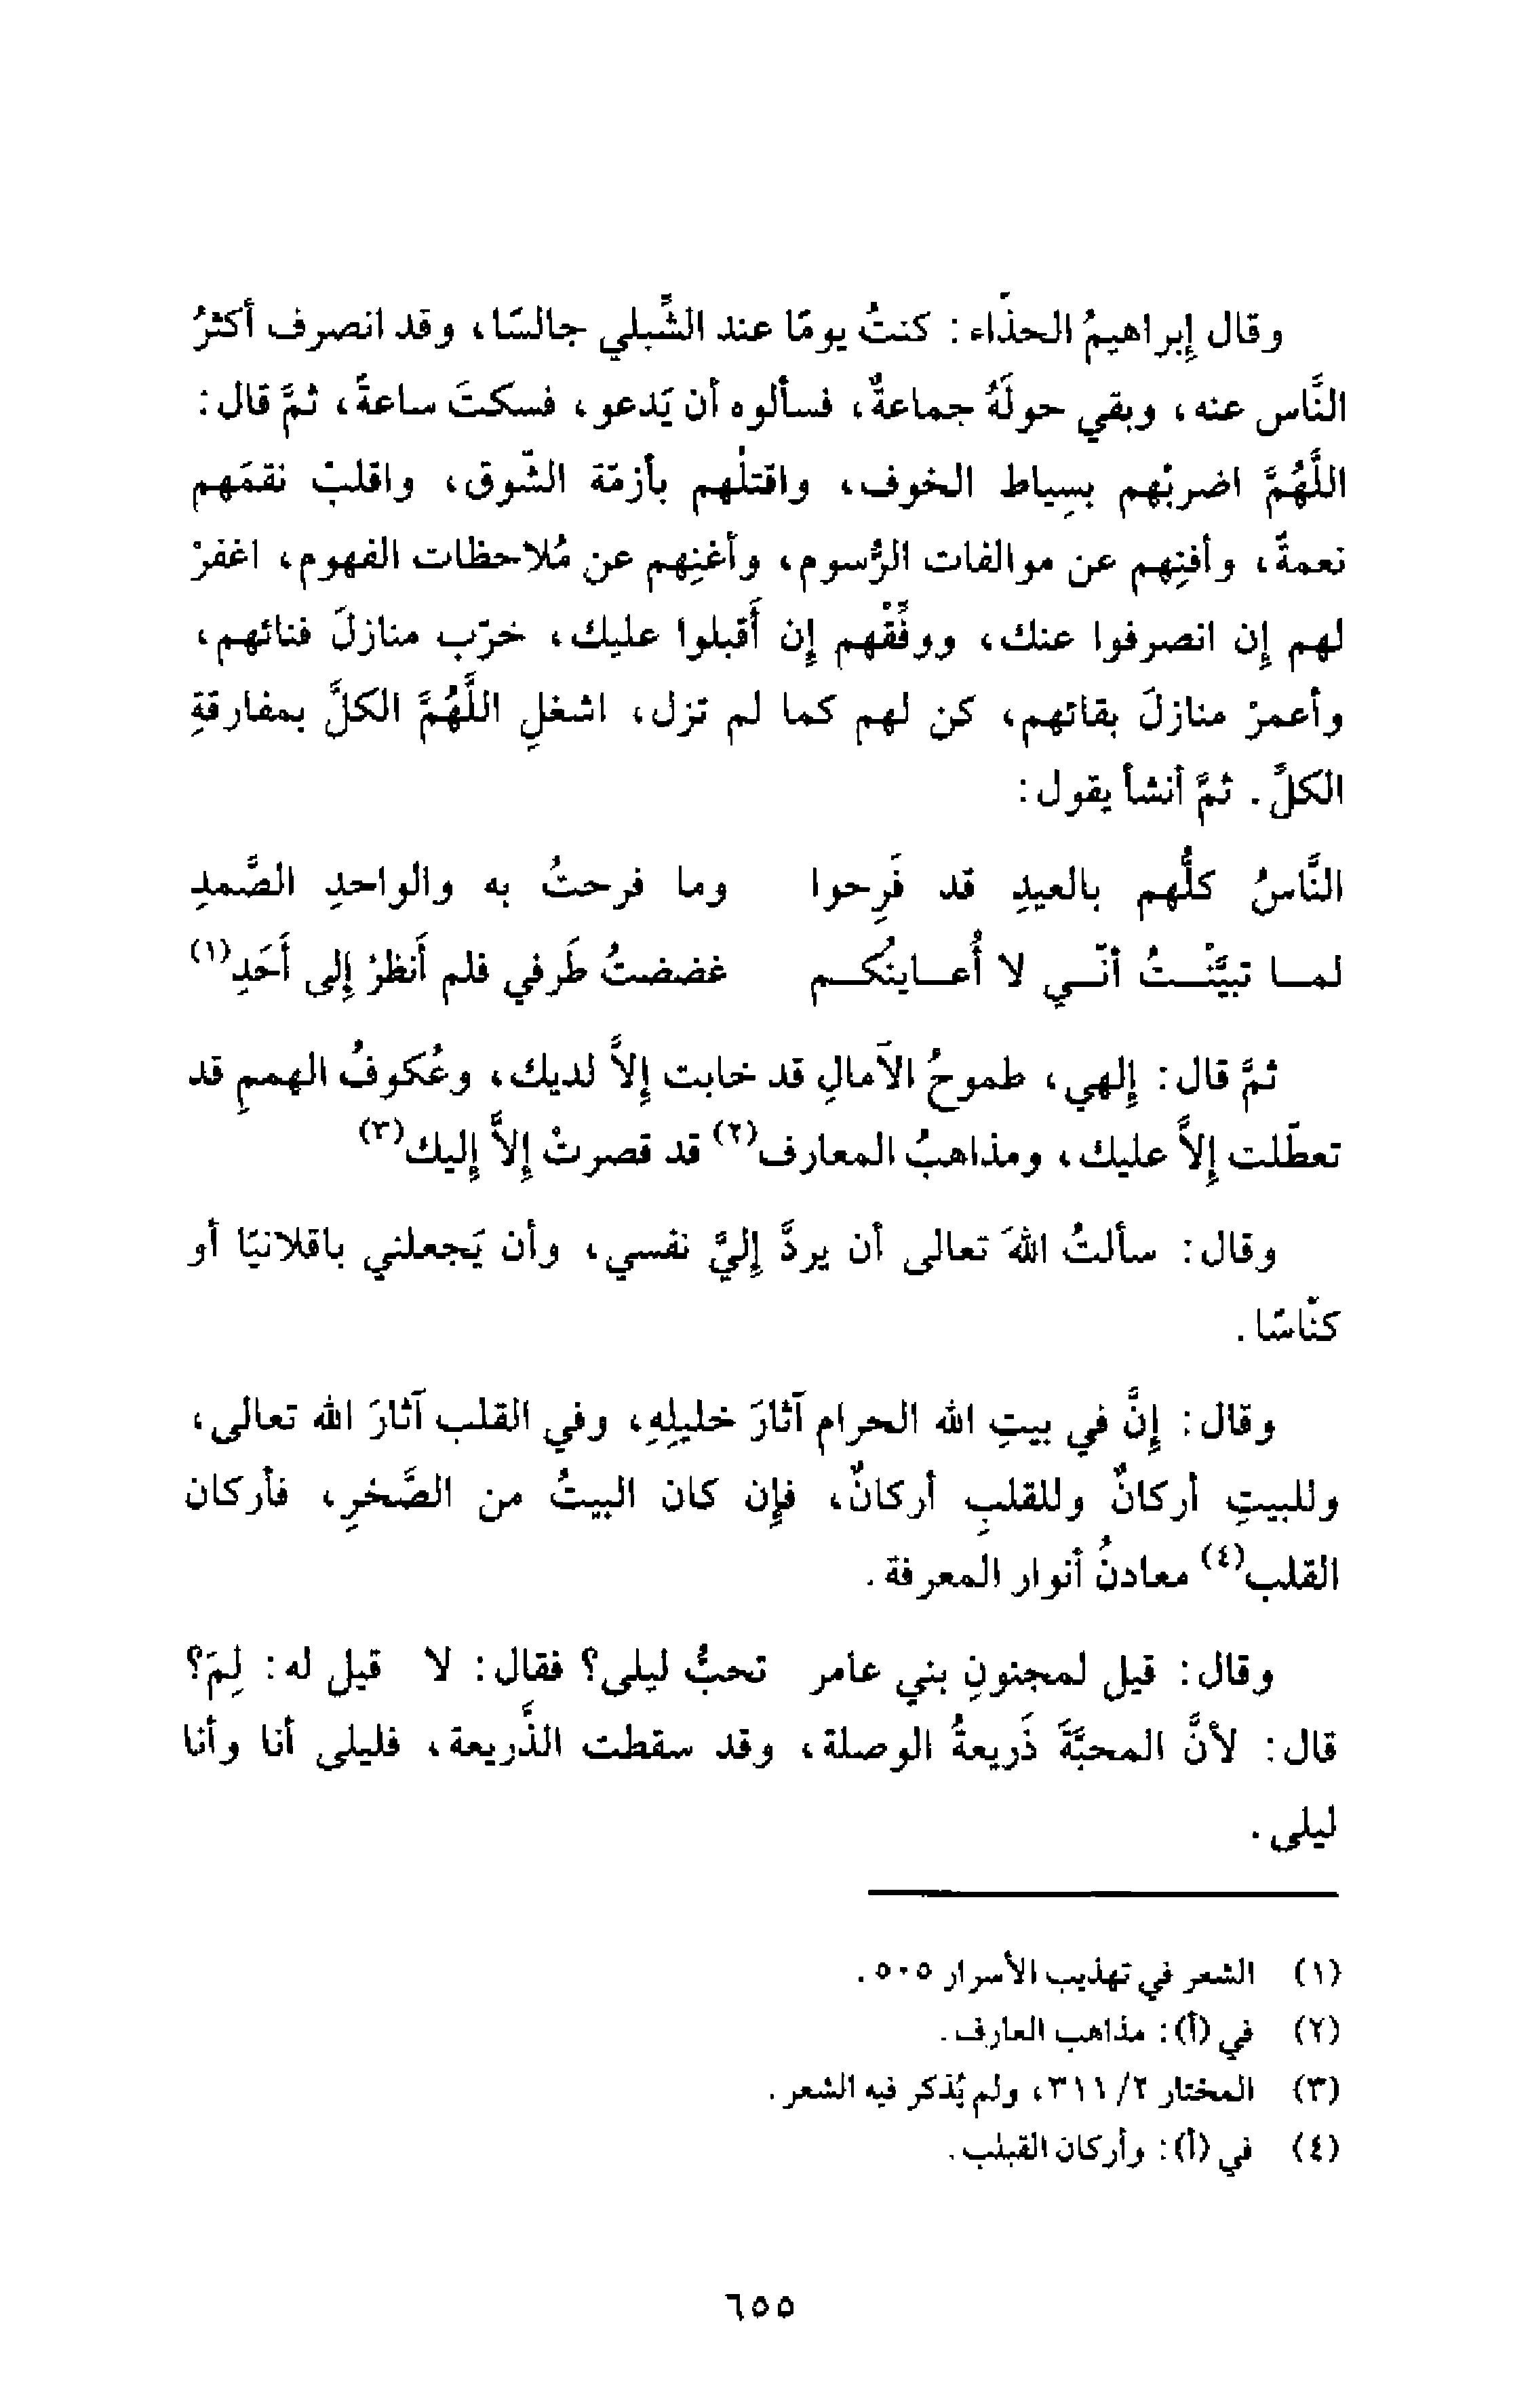 وقال إبراهيمُ الحذّاء : كنتُ يومًا عند الشِّبلي جالسًا، وقد انصرف أكثرُ
النَّاس عنه، وبقي حولَهُ جماعةٌ، فسألوه أن يَدعو، فسكتَ ساعةً، ثمَّ قال :
اللَّهُمَّ اضربْهم بسِياط الخوف، واقتلْهم بأزمّة الشّوق، واقلبْ نقمَهم
نعمةً، وأفنِهم عن موالفات الرُّسوم، وأغنِهم عن مُلاحظات الفهوم، اغفرْ
لهم إن انصرفوا عنك، ووفِّقْهم إن أَقبلوا عليك، خرّب منازلَ فنائهم،
وأعمرْ منازلَ بقائهم، كن لهم كما لم تزل، اشغلِ اللَّهُمَّ الكلَّ بمفارقةِ
الكلِّ. ثمَّ أنشأ يقول :
النَّاسُ كلُّهم بالعيدِ قد فَرِحوا وما فرحتُ به والواحدِ الصَّمدِ
لمـا تبيَّنْـتُ أنّـي لا أُعـاينُكـم غضضتُ طَرفي فلم أَنظرْ إلى أَحَدِ(١)
ثمَّ قال : إلهي، طموحُ الآمالِ قد خابت إلاَّ لديك، وعُكوفُ الهممِ قد
تعطّلت إلاَّ عليك، ومذاهبُ المعارف(٢) قد قصرتْ إلاَّ إليك(٣)
وقال : سألتُ اللهَ تعالى أن يردَّ إليَّ نفسي، وأن يَجعلني باقلانيًا أو
كنّاسًا.
وقال : إنَّ في بيتِ الله الحرام آثارَ خليلِهِ، وفي القلب آثارَ الله تعالى،
وللبيتِ أركانٌ وللقلبِ أركانٌ، فإن كان البيتُ من الصَّخرِ، فأركان
القلب(٤) معادنُ أنوار المعرفة.
وقال : قيل لمجنونِ بني عامر تحبُّ ليلى؟ فقال : لا قيل له : لِمَ؟
قال : لأنَّ المحبَّةَ ذَريعةُ الوصلة، وقد سقطت الذَّريعة، فليلى أنا وأنا
ليلى.
(١) الشعر في تهذيب الأسرار ٥٠٥.
(٢) في (أ) : مذاهب العارف.
(٣) المختار ٢/ ٣١١، ولم يُذكر فيه الشعر.
(٤) في (أ) : وأركان القبلب.
٦٥٥